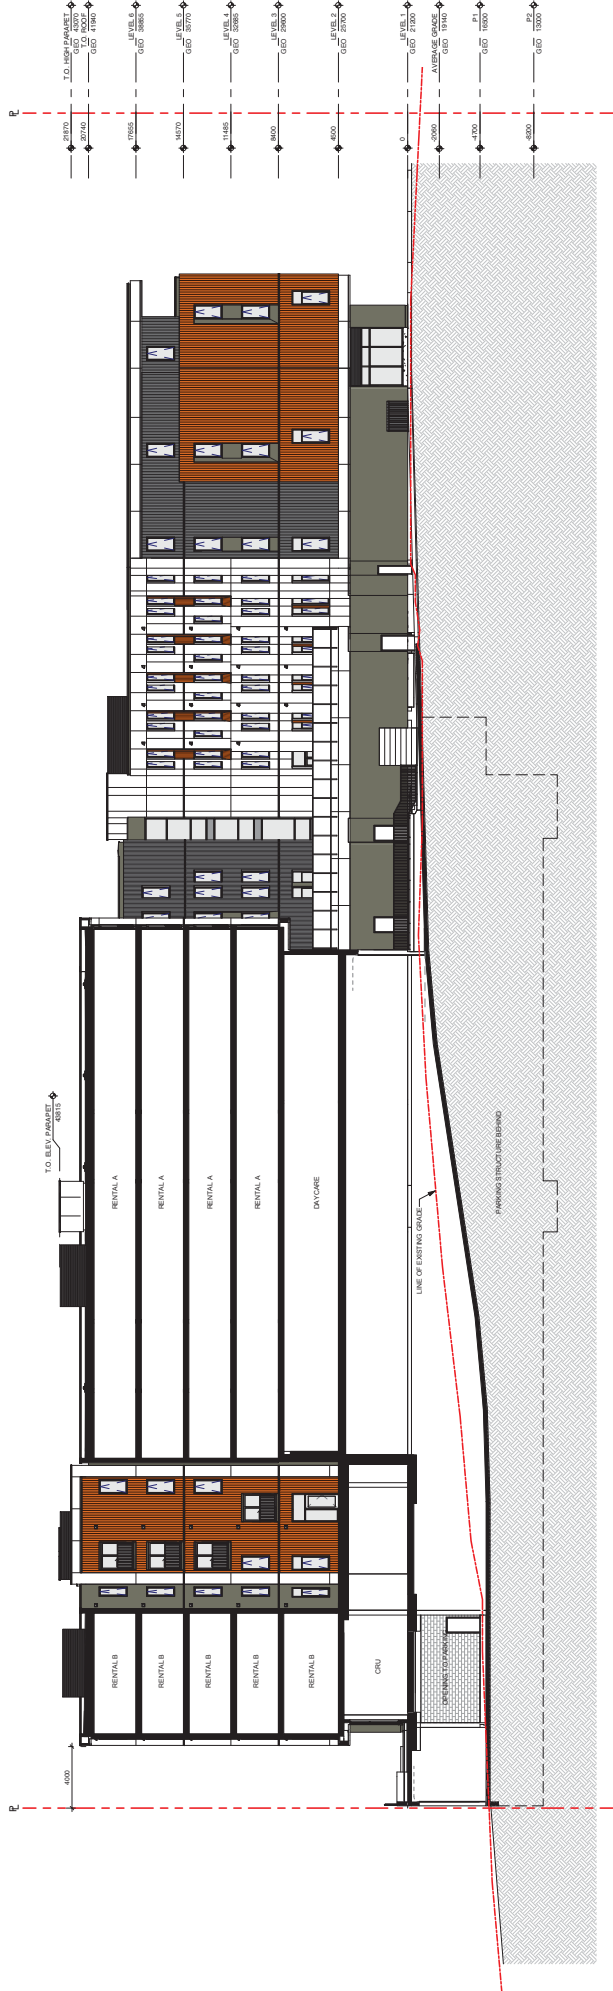 PL
21870
T.O. HIGH PARAPET
GEO 43070
20740
T.O. ROOF
GEO 41940
17655
LEVEL 6
GEO 38855
14570
LEVEL 5
GEO 35770
11485
LEVEL 4
GEO 32685
8400
LEVEL 3
GEO 29600
4500
LEVEL 2
GEO 25700
0
LEVEL 1
GEO 21200
-2060
AVERAGE GRADE
GEO 19140
-4700
P1
GEO 16500
-8200
P2
GEO 13000
T.O. ELEV. PARAPET
43815
RENTAL A
RENTAL A
RENTAL A
RENTAL A
DAYCARE
LINE OF EXISTING GRADE
PARKING STRUCTURE BEHIND
RENTAL B
RENTAL B
RENTAL B
RENTAL B
RENTAL B
CRU
OPENING TO PARKING
4000
PL